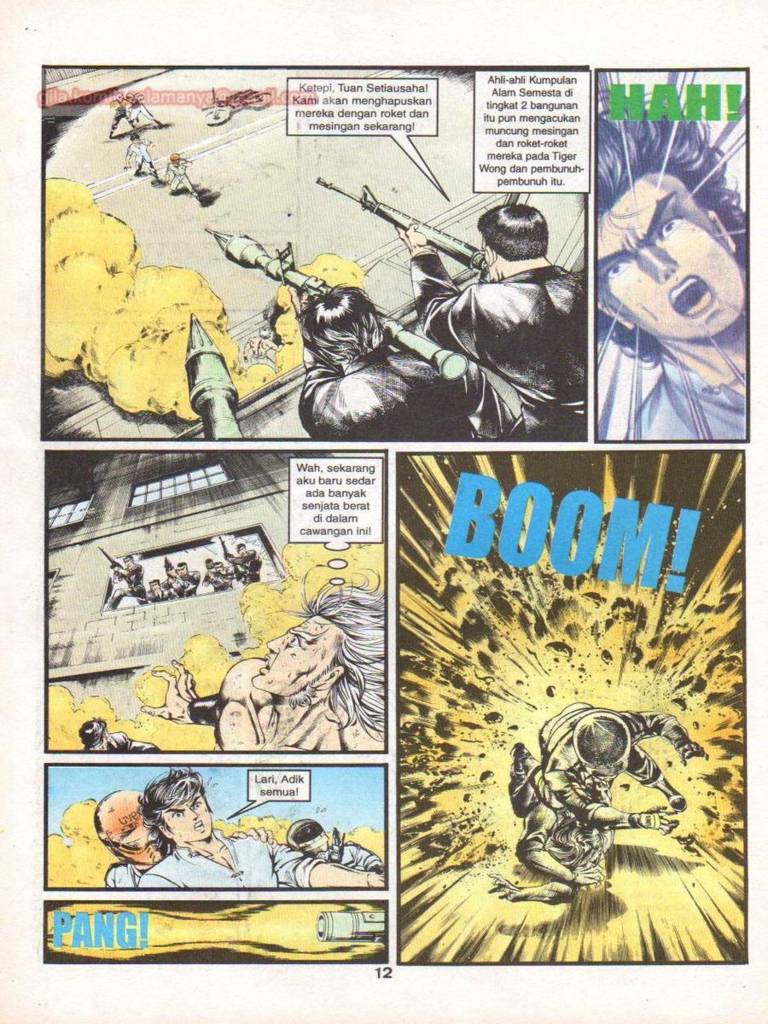 Ketepi, Tuan Setiausaha!
Kami akan menghapuskan
mereka dengan roket dan
mesingan sekarang!
Ahli-ahli Kumpulan
Alam Semesta di
tingkat 2 bangunan
itu pun mengacukan
muncung mesingan
dan roket-roket
mereka pada Tiger
Wong dan pembunuh-
pembunuh itu.
HAH!
Wah, sekarang
aku baru sedar
ada banyak
senjata berat
di dalam
cawangan ini!
BOOM!
Lari, Adik
semua!
PANG!
12